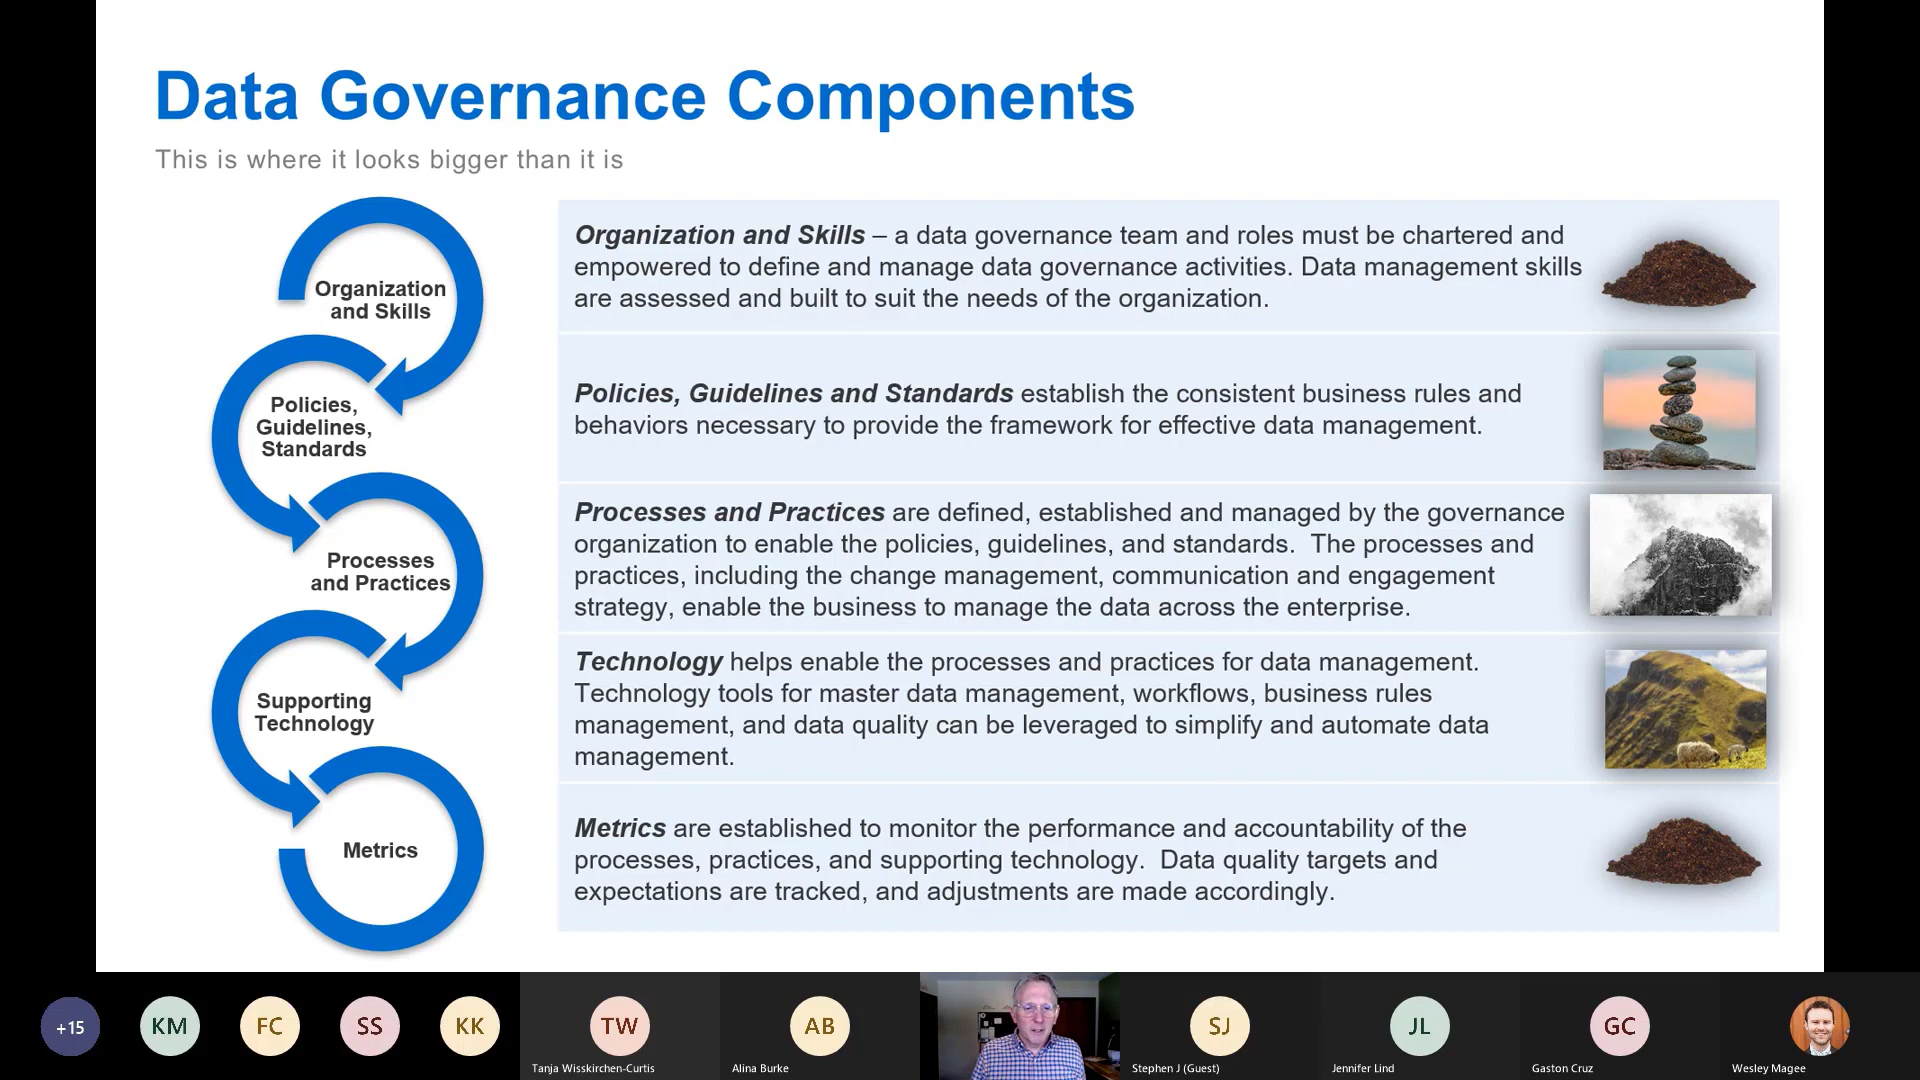 Data Governance Components
This is where it looks bigger than it is
Organization
and Skills
Policies,
Guidelines,
Standards
Processes
and Practices
Supporting
Technology
Metrics
Organization and Skills – a data governance team and roles must be chartered and
empowered to define and manage data governance activities. Data management skills
are assessed and built to suit the needs of the organization.
Policies, Guidelines and Standards establish the consistent business rules and
behaviors necessary to provide the framework for effective data management.
Processes and Practices are defined, established and managed by the governance
organization to enable the policies, guidelines, and standards.  The processes and
practices, including the change management, communication and engagement
strategy, enable the business to manage the data across the enterprise.
Technology helps enable the processes and practices for data management.
Technology tools for master data management, workflows, business rules
management, and data quality can be leveraged to simplify and automate data
management.
Metrics are established to monitor the performance and accountability of the
processes, practices, and supporting technology.  Data quality targets and
expectations are tracked, and adjustments are made accordingly.
+15
KM
FC
SS
KK
TW
Tanja Wisskirchen-Curtis
AB
Alina Burke
SJ
Stephen J (Guest)
JL
Jennifer Lind
GC
Gaston Cruz
Wesley Magee